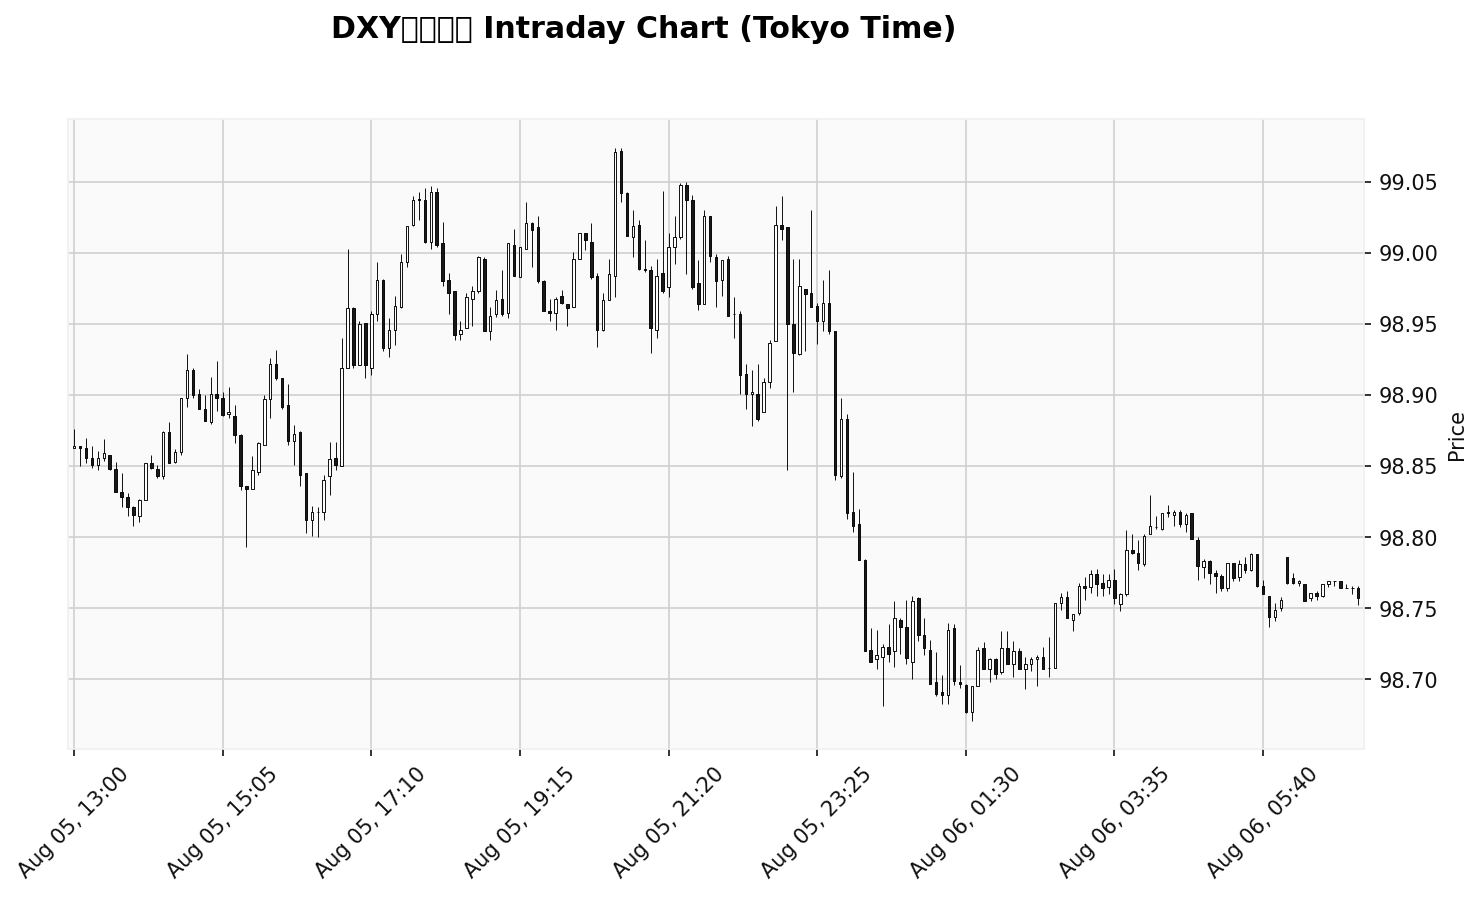 DXY Intraday Chart (Tokyo Time)
99.05
99.00
98.95
98.90
98.85
98.80
98.75
98.70
Price
Aug 05, 13:00
Aug 05, 15:05
Aug 05, 17:10
Aug 05, 19:15
Aug 05, 21:20
Aug 05, 23:25
Aug 06, 01:30
Aug 06, 03:35
Aug 06, 05:40